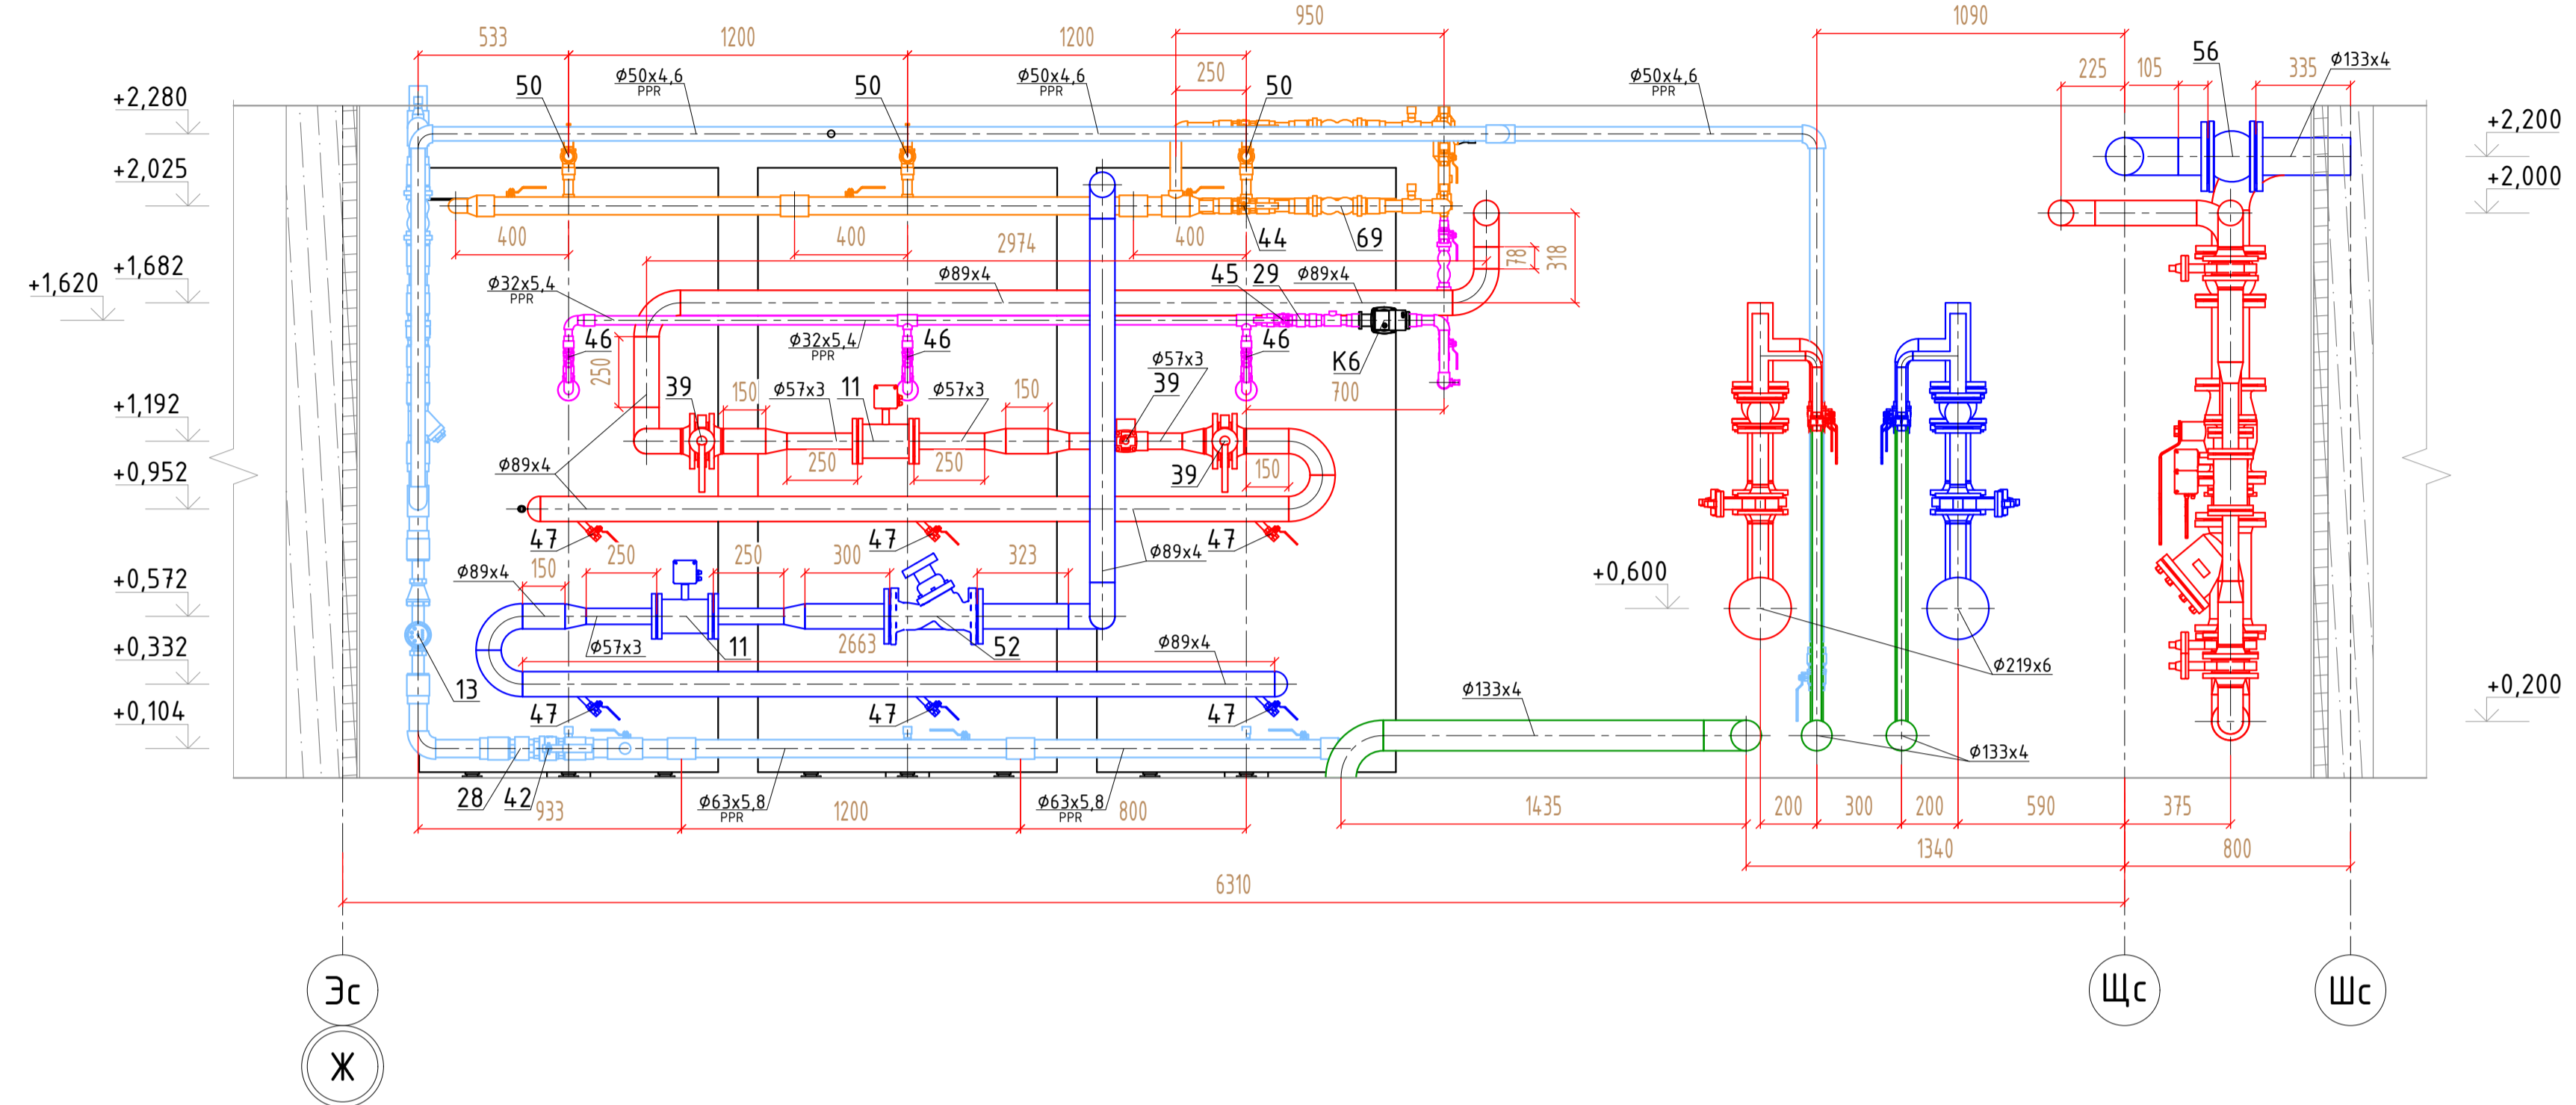 950
1090
533
1200
1200
56
Ø133x4
+2,280
50
Ø50x4,6
PPR
50
Ø50x4,6
PPR
250
50
Ø50x4,6
PPR
225
105
335
+2,200
+2,025
+2,000
400
400
2974
400
44
69
78
318
+1,620
+1,682
Ø32x5,4
PPR
Ø89x4
45
29
Ø89x4
46
250
Ø32x5,4
PPR
46
46
К6
700
+1,192
39
150
Ø57x3
11
Ø57x3
150
Ø57x3
39
+0,952
Ø89x4
250
250
39
150
47
47
47
+0,572
Ø89x4
150
250
250
300
323
Ø89x4
+0,600
+0,332
Ø57x3
11
2663
52
Ø89x4
Ø219x6
13
+0,104
47
47
47
Ø133x4
+0,200
Ø133x4
28
42
933
Ø63x5,8
PPR
1200
Ø63x5,8
PPR
800
1435
200
300
200
590
375
1340
800
6310
Эс
Щс
Шс
Ж